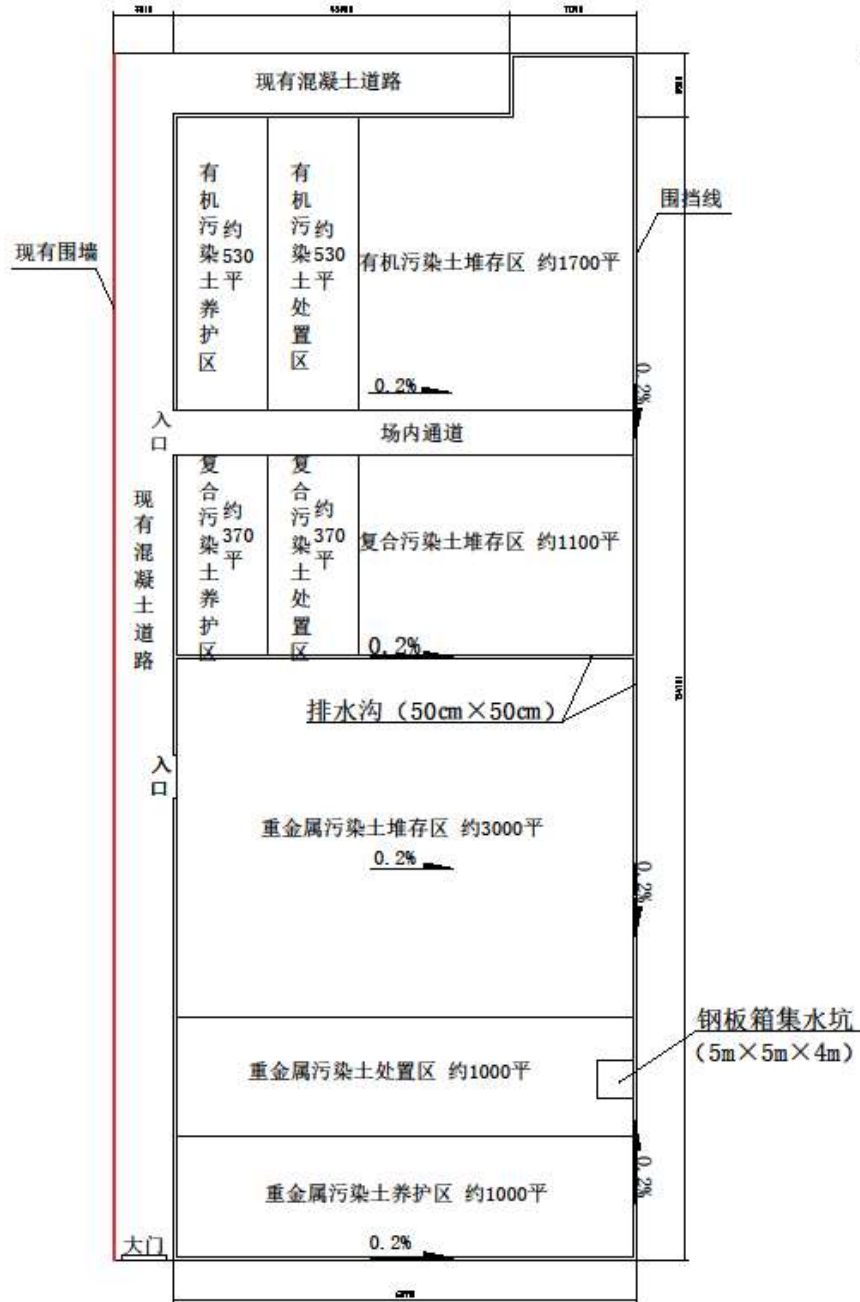 现有混凝土道路
有机污染土养护区
约530平
有机污染土处置区
约530平
有机污染土堆存区 约1700平
围挡线
现有围墙
0.2%
0.2%
入口
场内通道
现有混凝土道路
复合污染土养护区
约370平
复合污染土处置区
约370平
复合污染土堆存区 约1100平
0.2%
排水沟（50cm×50cm）
入口
重金属污染土堆存区 约3000平
0.2%
0.2%
钢板箱集水坑
（5m×5m×4m）
重金属污染土处置区 约1000平
重金属污染土养护区 约1000平
0.2%
大门
0.2%